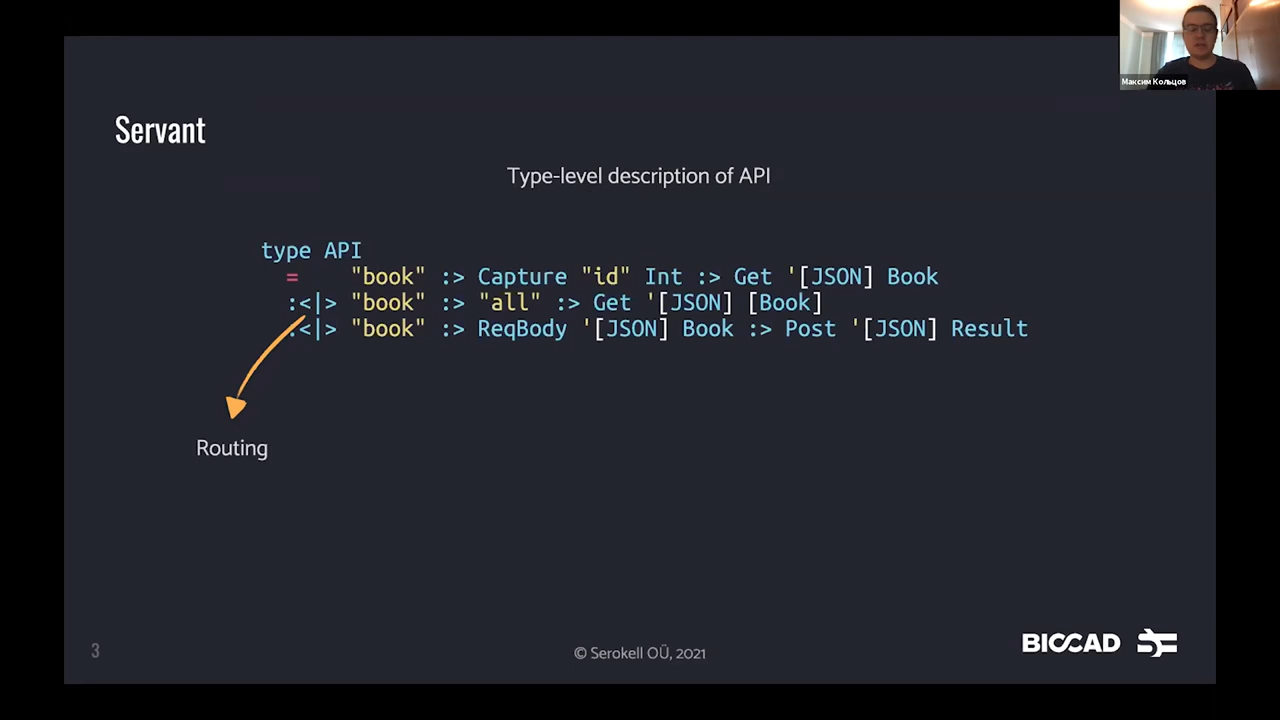 Максим Кольцов
Servant
Type-level description of API
type API
= "book" :> Capture "id" Int :> Get '[JSON] Book
:<|> "book" :> "all" :> Get '[JSON] [Book]
:<|> "book" :> ReqBody '[JSON] Book :> Post '[JSON] Result
Routing
3
© Serokell OÜ, 2021
BIOCAD